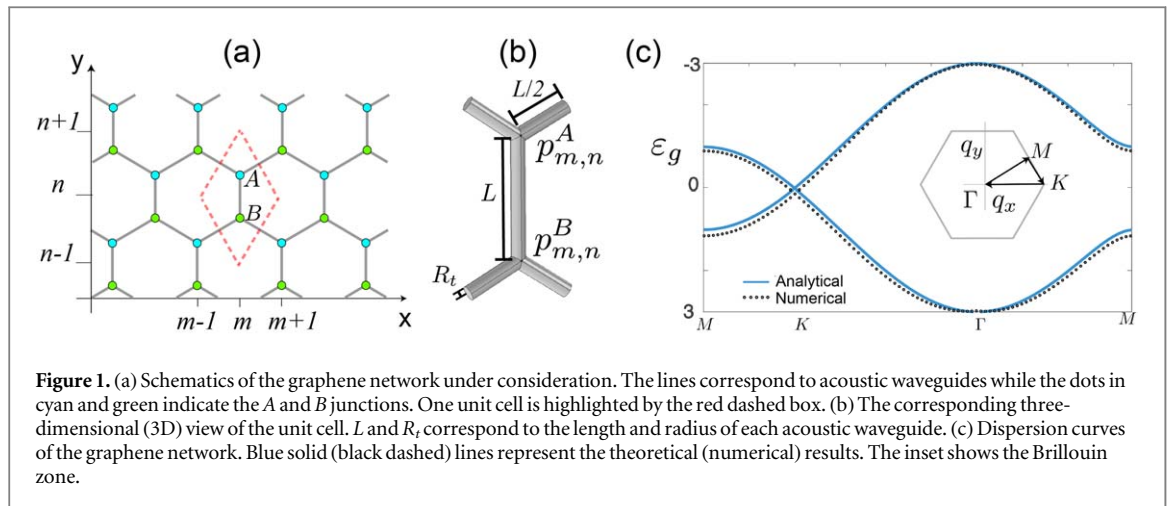 (a)
y
n+1
n
n-1
A
B
m-1 m m+1
x
(b)
L/2
p^A_{m,n}
L
p^B_{m,n}
R_t
(c)
-3
ε_g
0
3
q_y
M
Γ
q_x
K
Analytical
Numerical
M K Γ M
Figure 1. (a) Schematics of the graphene network under consideration. The lines correspond to acoustic waveguides while the dots in
cyan and green indicate the A and B junctions. One unit cell is highlighted by the red dashed box. (b) The corresponding three-
dimensional (3D) view of the unit cell. L and R_t correspond to the length and radius of each acoustic waveguide. (c) Dispersion curves
of the graphene network. Blue solid (black dashed) lines represent the theoretical (numerical) results. The inset shows the Brillouin
zone.